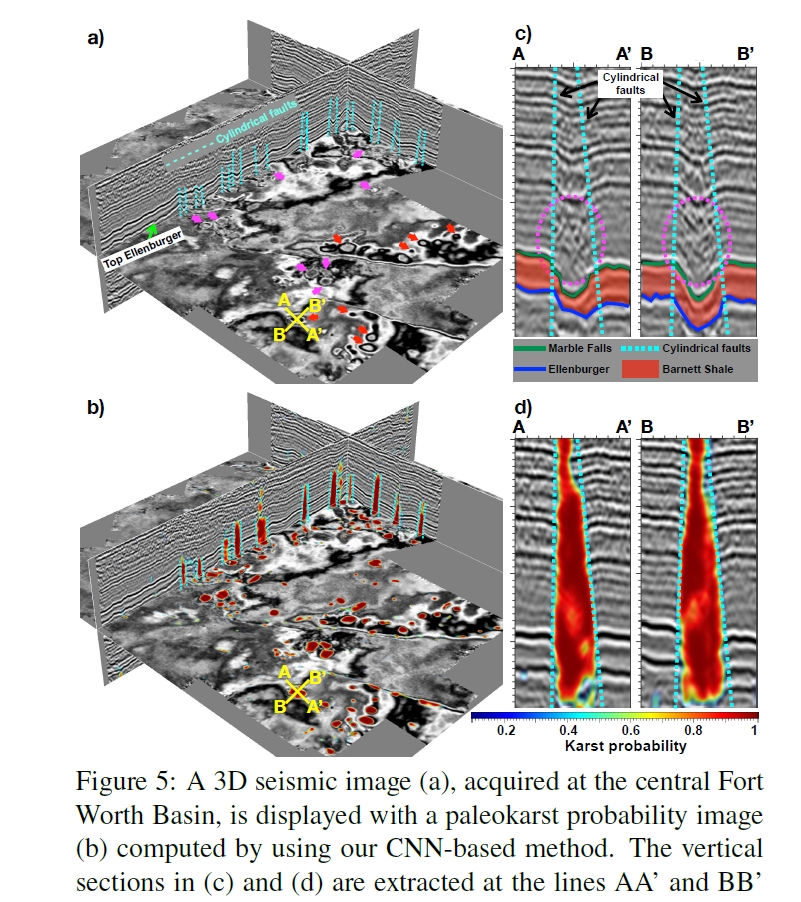 a)
Cylindrical faults
Top Ellenburger
A B'
B A'
c)
A A' B B'
Cylindrical
faults
Marble Falls Cylindrical faults
Ellenburger Barnett Shale
b)
A B'
B A'
d)
A A' B B'
0.2 0.4 0.6 0.8 1
Karst probability
Figure 5: A 3D seismic image (a), acquired at the central Fort
Worth Basin, is displayed with a paleokarst probability image
(b) computed by using our CNN-based method. The vertical
sections in (c) and (d) are extracted at the lines AA’ and BB’